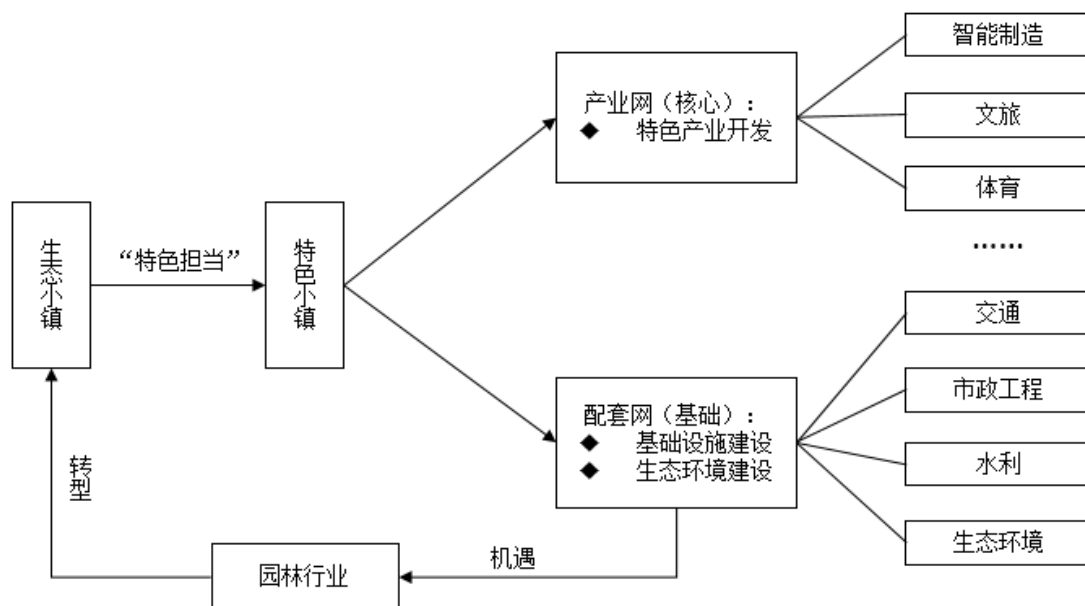 智能制造
产业网（核心）：
◆ 特色产业开发
文旅
体育
……
生态小镇
“特色担当”
特色小镇
交通
配套网（基础）：
◆ 基础设施建设
◆ 生态环境建设
市政工程
水利
生态环境
转型
园林行业
机遇